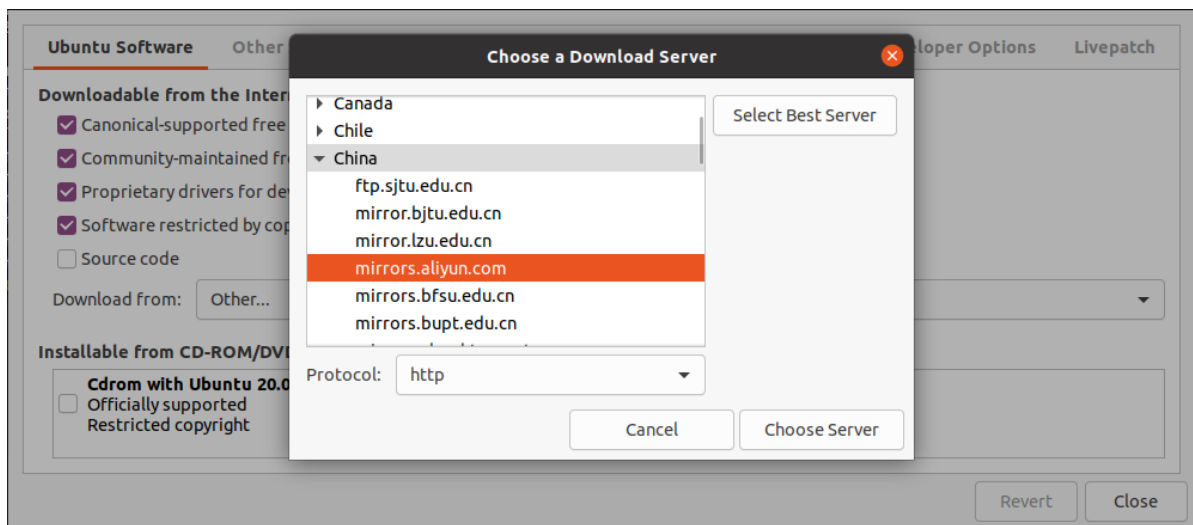 Ubuntu Software
Other
loper Options
Livepatch
Choose a Download Server
Downloadable from the Inter
Canonical-supported free
Community-maintained fr
Proprietary drivers for de
Software restricted by cop
Source code
Download from:
Other...
Installable from CD-ROM/DVD
Cdrom with Ubuntu 20.0
Officially supported
Restricted copyright
Canada
Chile
China
ftp.sjtu.edu.cn
mirror.bjtu.edu.cn
mirror.lzu.edu.cn
mirrors.aliyun.com
mirrors.bfsu.edu.cn
mirrors.bupt.edu.cn
Select Best Server
Protocol:
http
Cancel
Choose Server
Revert
Close